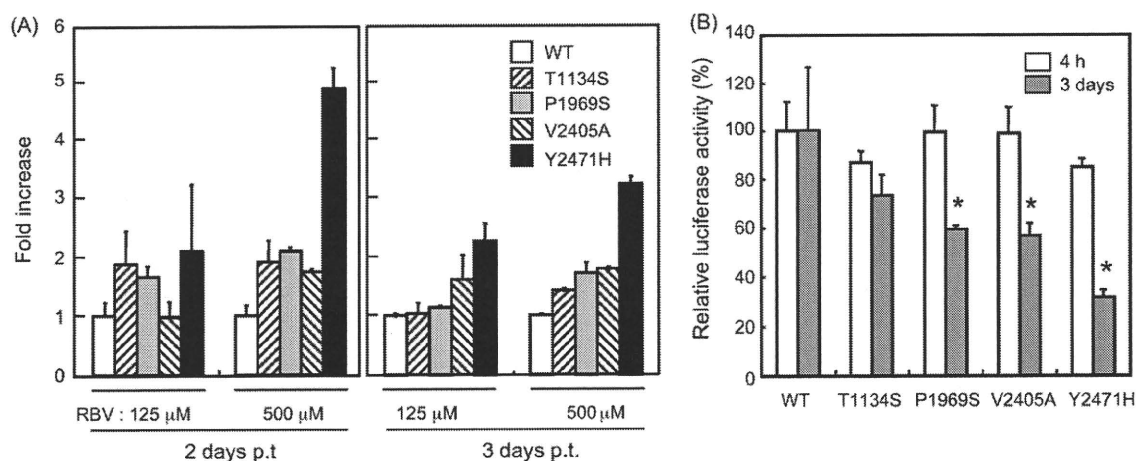 (A)
Fold increase
6
5
4
3
2
1
0
WT
T1134S
P1969S
V2405A
Y2471H
RBV : 125 μM
500 μM
125 μM
500 μM
2 days p.t
3 days p.t.
(B)
Relative luciferase activity (%)
140
120
100
80
60
40
20
0
4 h
3 days
*
*
*
WT
T1134S
P1969S
V2405A
Y2471H